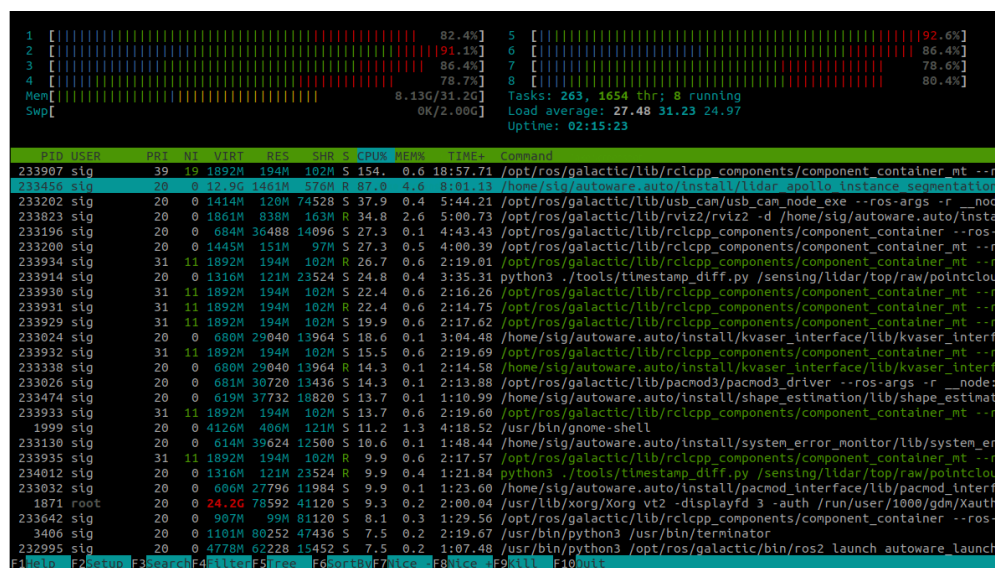 1 [ 82.4%] 5 [ 92.6%]
2 [ 91.1%] 6 [ 86.4%]
3 [ 86.4%] 7 [ 78.6%]
4 [ 78.7%] 8 [ 80.4%]
Mem[ 8.13G/31.2G] Tasks: 263, 1654 thr; 8 running
Swp[ 0K/2.00G] Load average: 27.48 31.23 24.97
Uptime: 02:15:23
PID USER PRI NI VIRT RES SHR S CPU% MEM% TIME+ Command
233907 sig 39 19 1892M 194M 102M S 154. 0.6 18:57.71 /opt/ros/galactic/lib/rclcpp_components/component_container_mt --r
233456 sig 20 0 12.9G 1461M 576M R 87.0 4.6 8:01.13 /home/sig/autoware.auto/install/lidar_apollo_instance_segmentation
233202 sig 20 0 1414M 120M 74528 S 37.9 0.4 5:44.21 /opt/ros/galactic/lib/usb_cam/usb_cam_node_exe --ros-args -r __nod
233823 sig 20 0 1861M 838M 163M R 34.8 2.6 5:00.73 /opt/ros/galactic/lib/rviz2/rviz2 -d /home/sig/autoware.auto/insta
233196 sig 20 0 684M 36488 14096 S 27.3 0.1 4:43.43 /opt/ros/galactic/lib/rclcpp_components/component_container --ros-
233200 sig 20 0 1445M 151M 97M S 27.3 0.5 4:00.39 /opt/ros/galactic/lib/rclcpp_components/component_container_mt --r
233934 sig 31 11 1892M 194M 102M R 26.7 0.6 2:19.01 /opt/ros/galactic/lib/rclcpp_components/component_container_mt --r
233914 sig 20 0 1316M 121M 23524 S 24.8 0.4 3:35.31 python3 ./tools/timestamp_diff.py /sensing/lidar/top/raw/pointclou
233930 sig 31 11 1892M 194M 102M S 22.4 0.6 2:16.26 /opt/ros/galactic/lib/rclcpp_components/component_container_mt --r
233931 sig 31 11 1892M 194M 102M R 22.4 0.6 2:14.75 /opt/ros/galactic/lib/rclcpp_components/component_container_mt --r
233929 sig 31 11 1892M 194M 102M S 19.9 0.6 2:17.62 /opt/ros/galactic/lib/rclcpp_components/component_container_mt --r
233024 sig 20 0 680M 29040 13964 S 18.6 0.1 3:04.48 /home/sig/autoware.auto/install/kvaser_interface/lib/kvaser_interf
233932 sig 31 11 1892M 194M 102M S 15.5 0.6 2:19.69 /opt/ros/galactic/lib/rclcpp_components/component_container_mt --r
233338 sig 20 0 680M 29040 13964 R 14.3 0.1 2:14.58 /home/sig/autoware.auto/install/kvaser_interface/lib/kvaser_interf
233026 sig 20 0 681M 30720 13436 S 14.3 0.1 2:13.88 /opt/ros/galactic/lib/pacmod3/pacmod3_driver --ros-args -r __node:
233474 sig 20 0 619M 37732 18820 S 13.7 0.1 1:10.99 /home/sig/autoware.auto/install/shape_estimation/lib/shape_estimat
233933 sig 31 11 1892M 194M 102M S 13.7 0.6 2:19.60 /opt/ros/galactic/lib/rclcpp_components/component_container_mt --r
1999 sig 20 0 4126M 406M 121M S 11.2 1.3 4:18.52 /usr/bin/gnome-shell
233130 sig 20 0 614M 39624 12500 S 10.6 0.1 1:48.44 /home/sig/autoware.auto/install/system_error_monitor/lib/system_er
233935 sig 31 11 1892M 194M 102M R 9.9 0.6 2:17.57 /opt/ros/galactic/lib/rclcpp_components/component_container_mt --r
234012 sig 20 0 1316M 121M 23524 R 9.9 0.4 1:21.84 python3 ./tools/timestamp_diff.py /sensing/lidar/top/raw/pointclou
233032 sig 20 0 606M 27796 11984 S 9.9 0.1 1:23.60 /home/sig/autoware.auto/install/pacmod_interface/lib/pacmod_interf
1871 root 20 0 24.2G 78592 41120 S 9.3 0.2 2:00.04 /usr/lib/xorg/Xorg vt2 -displayfd 3 -auth /run/user/1000/gdm/Xauth
233642 sig 20 0 907M 99M 81120 S 8.1 0.3 1:29.56 /opt/ros/galactic/lib/rclcpp_components/component_container --ros-
3406 sig 20 0 1101M 80252 47436 S 7.5 0.2 2:19.67 /usr/bin/python3 /usr/bin/terminator
232995 sig 20 0 4778M 62228 15452 S 7.5 0.2 1:07.48 /usr/bin/python3 /opt/ros/galactic/bin/ros2 launch autoware_launch
F1Help F2Setup F3SearchF4FilterF5Tree F6SortByF7Nice -F8Nice +F9Kill F10Quit